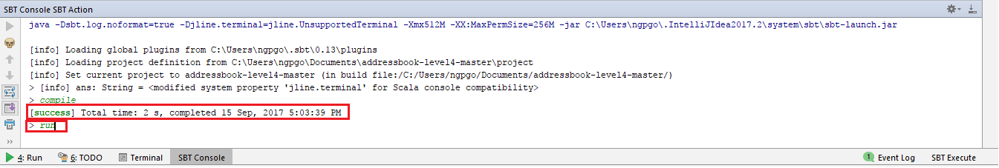 SBT Console SBT Action
java -Dsbt.log.noformat=true -Djline.terminal=jline.UnsupportedTerminal -Xmx512M -XX:MaxPermSize=256M -jar C:\Users\ngpgo\.IntelliJIdea2017.2\system\sbt\sbt-launch.jar
[info] Loading global plugins from C:\Users\ngpgo\.sbt\0.13\plugins
[info] Loading project definition from C:\Users\ngpgo\Documents\addressbook-level4-master\project
[info] Set current project to addressbook-level4-master (in build file:/C:/Users/ngpgo/Documents/addressbook-level4-master/)
> [info] ans: String = <modified system property 'jline.terminal' for Scala console compatibility>
> compile
[success] Total time: 2 s, completed 15 Sep, 2017 5:03:39 PM
> run
4: Run 6: TODO Terminal SBT Console 1 Event Log SBT Execute